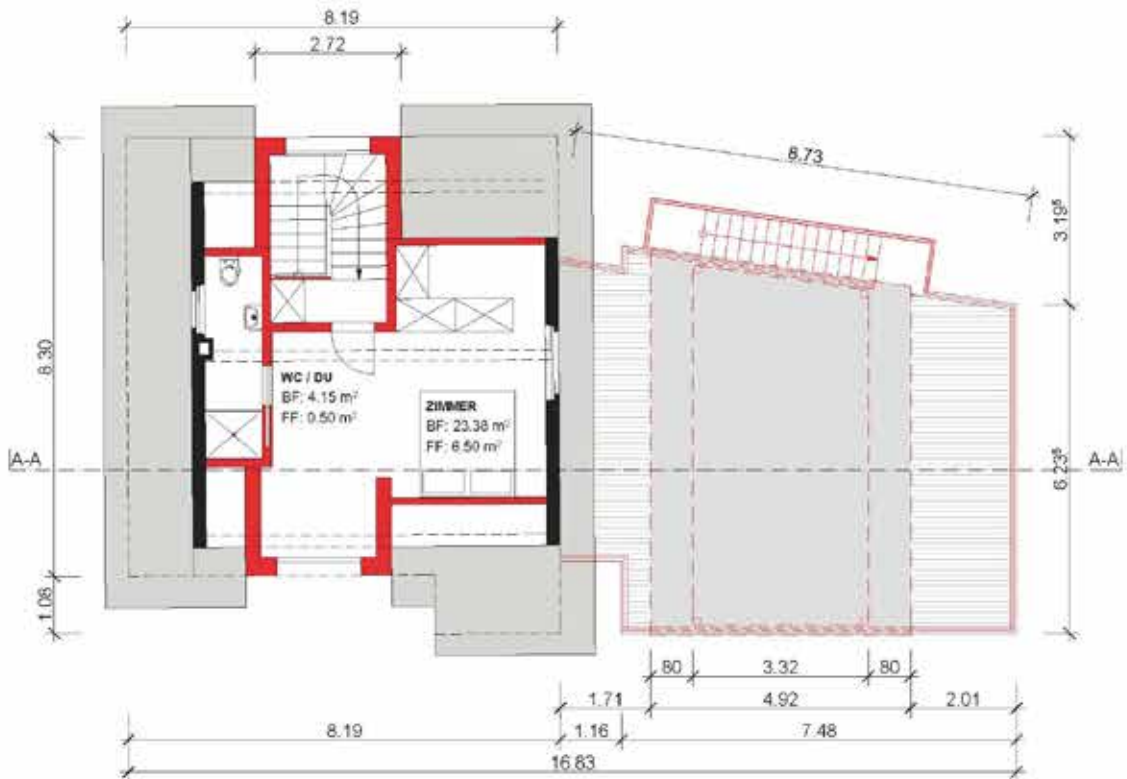 8.19
2.72
8.73
3.19⁵
8.30
WC / DU
BF: 4.15 m²
FF: 0.50 m²
ZIMMER
BF: 23.38 m²
FF: 6.50 m²
A-A
A-A
6.23⁵
1.08
80
3.32
80
1.71
4.92
2.01
8.19
1.16
7.48
16.83